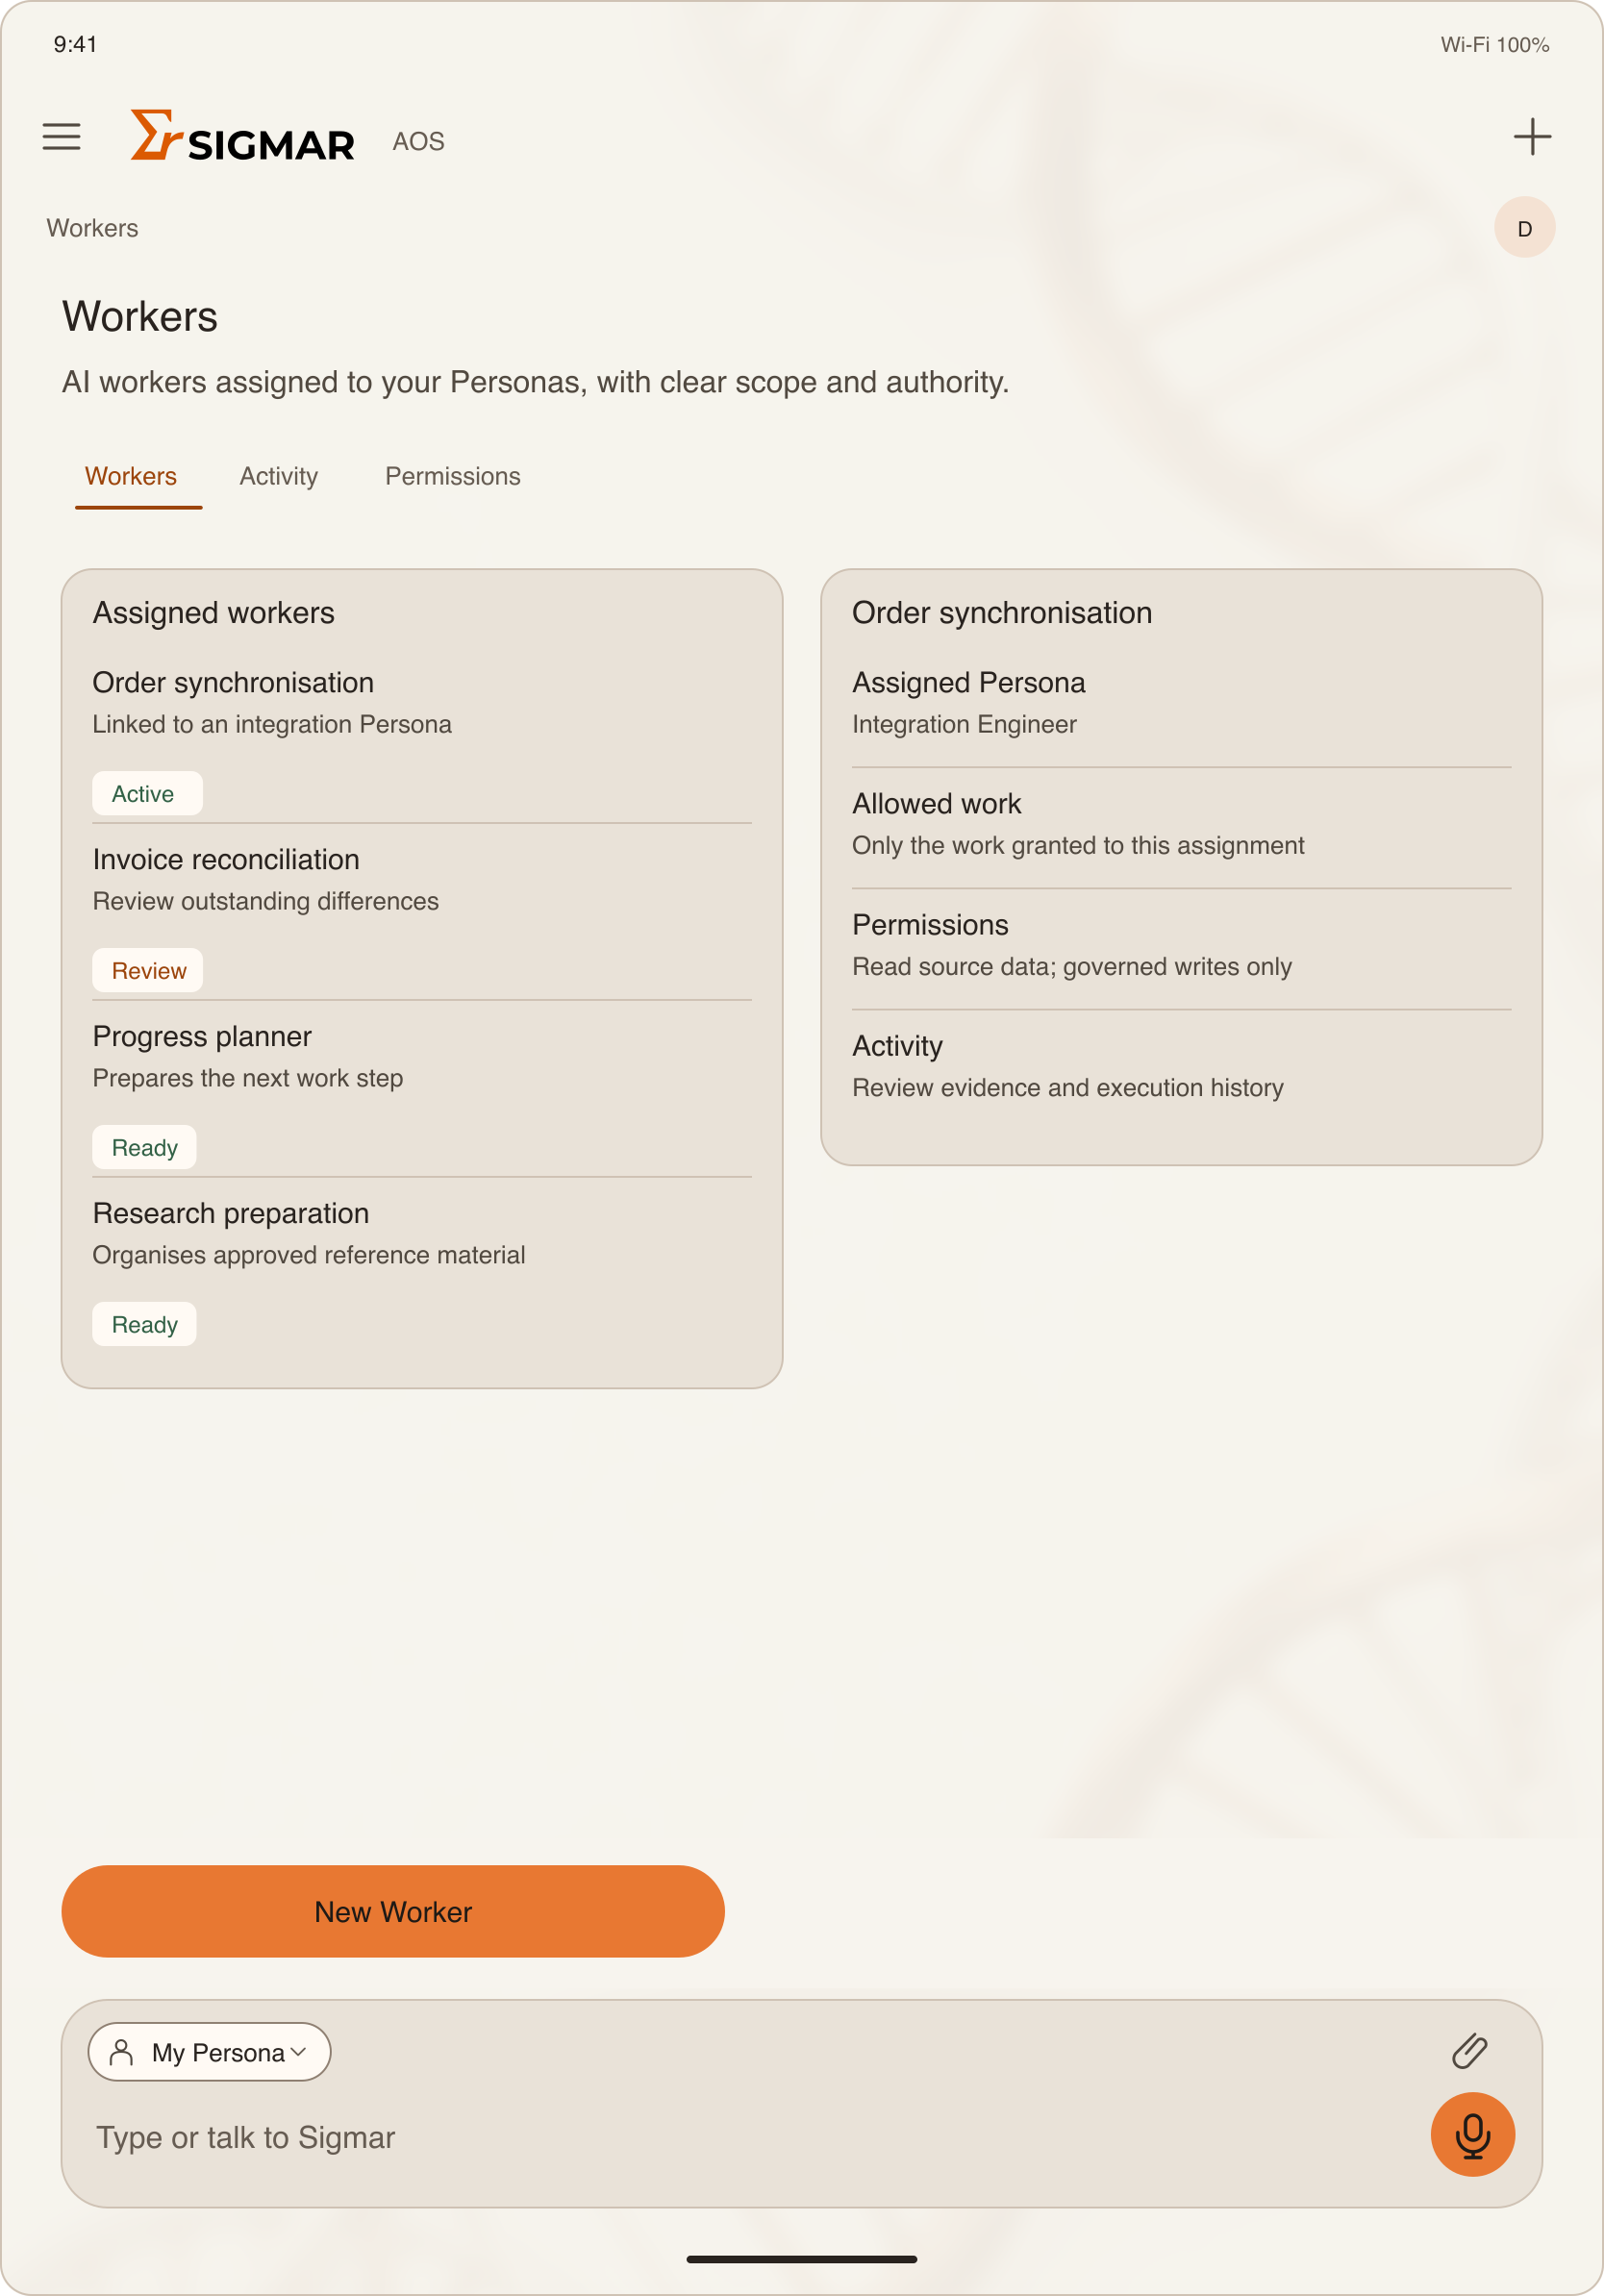 9:41
Wi-Fi 100%
Σr SIGMAR AOS
Workers
D
Workers
AI workers assigned to your Personas, with clear scope and authority.
Workers
Activity
Permissions
Assigned workers
Order synchronisation
Linked to an integration Persona
Active
Invoice reconciliation
Review outstanding differences
Review
Progress planner
Prepares the next work step
Ready
Research preparation
Organises approved reference material
Ready
Order synchronisation
Assigned Persona
Integration Engineer
Allowed work
Only the work granted to this assignment
Permissions
Read source data; governed writes only
Activity
Review evidence and execution history
New Worker
My Persona
Type or talk to Sigmar